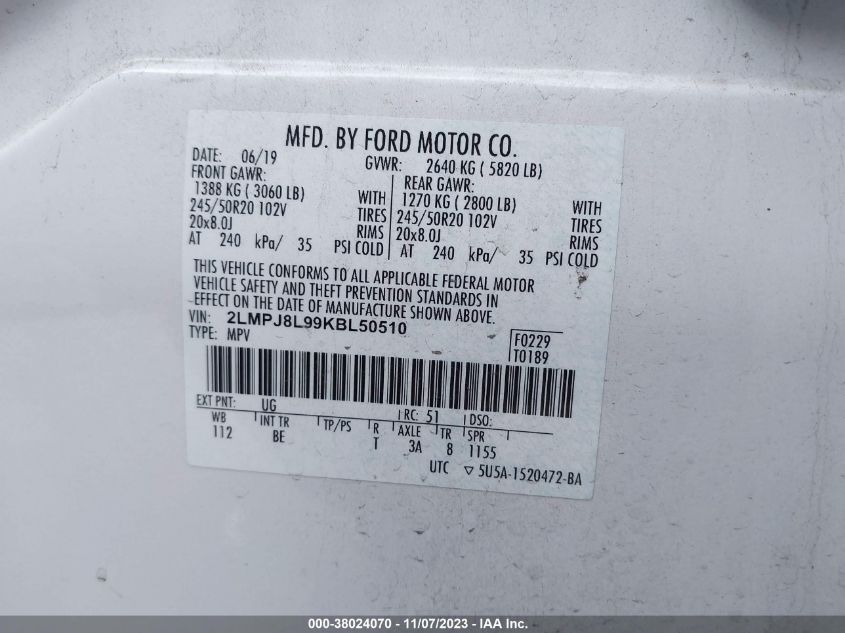 MFD. BY FORD MOTOR CO.
DATE: 06/19 GVWR: 2640 KG ( 5820 LB)
FRONT GAWR: REAR GAWR:
1388 KG ( 3060 LB) WITH 1270 KG ( 2800 LB) WITH
245/50R20 102V TIRES 245/50R20 102V TIRES
20x8.0J RIMS 20x8.0J RIMS
AT 240 kPa/ 35 PSI COLD AT 240 kPa/ 35 PSI COLD
THIS VEHICLE CONFORMS TO ALL APPLICABLE FEDERAL MOTOR
VEHICLE SAFETY AND THEFT PREVENTION STANDARDS IN
EFFECT ON THE DATE OF MANUFACTURE SHOWN ABOVE.
VIN: 2LMPJ8L99KBL50510
TYPE: MPV
F0229
T0189
EXT PNT: UG RC: 51 DSO:
WB INT TR TP/PS R AXLE TR SPR
112 BE T 3A 8 1155
UTC ▽ 5U5A-1520472-BA
000-38024070 - 11/07/2023 - IAA Inc.